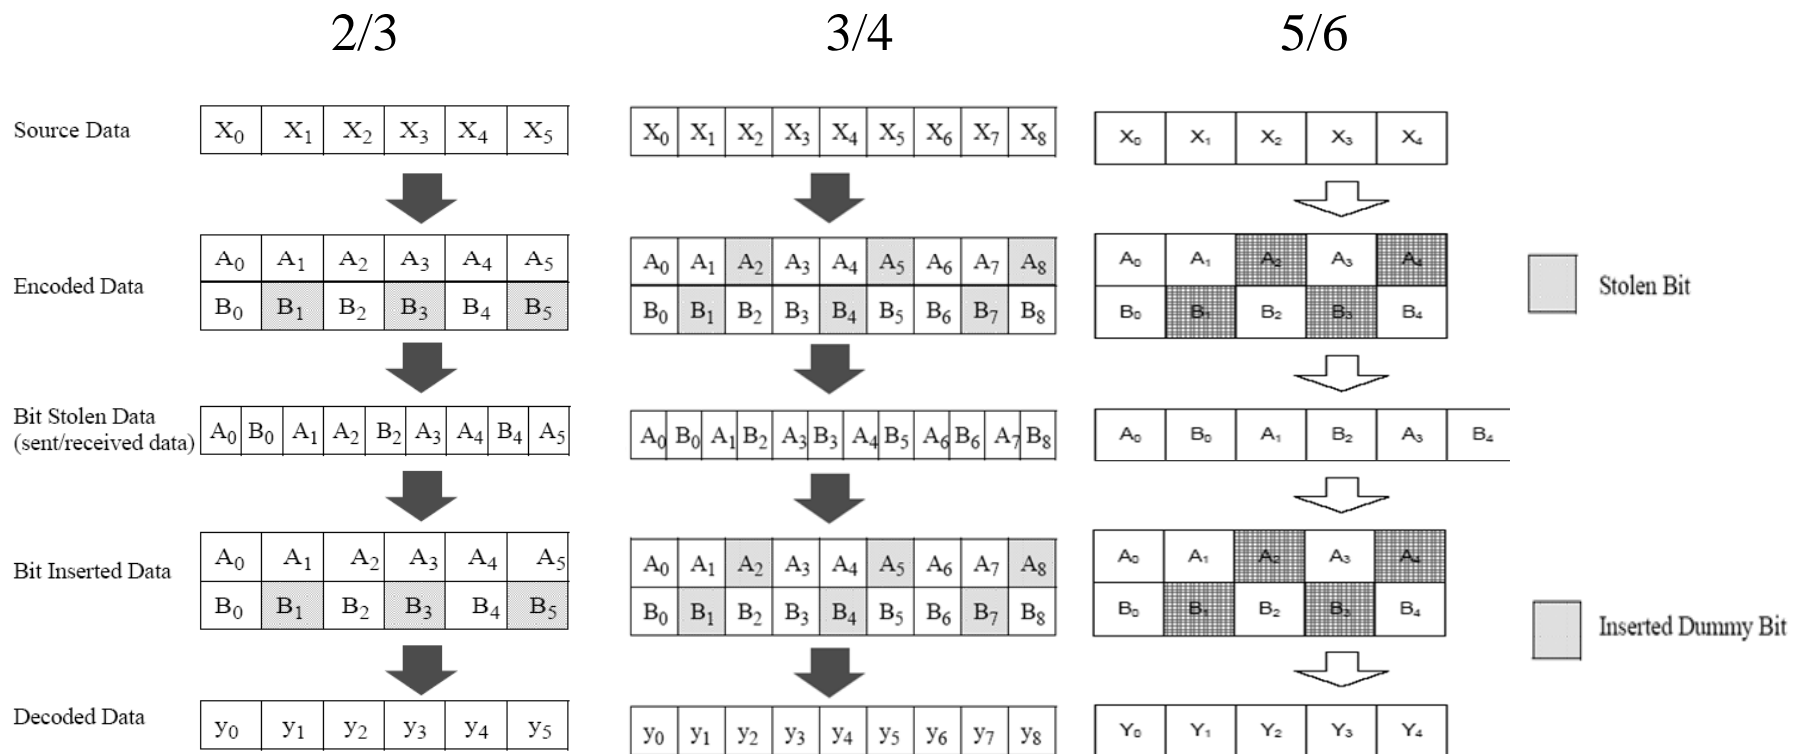 2/3 3/4 5/6
Source Data X0 X1 X2 X3 X4 X5 X0 X1 X2 X3 X4 X5 X6 X7 X8 X0 X1 X2 X3 X4
A0 A1 A2 A3 A4 A5 A0 A1 A2 A3 A4 A5 A6 A7 A8 A0 A1 A2 A3 A4
Encoded Data Stolen Bit
B0 B1 B2 B3 B4 B5 B0 B1 B2 B3 B4 B5 B6 B7 B8 B0 B1 B2 B3 B4
Bit Stolen Data
(sent/received data) A0 B0 A1 A2 B2 A3 A4 B4 A5 A0 B0 A1 B2 A3 B3 A4 B5 A6 B6 A7 B8 A0 B0 A1 B2 A3 B4
A0 A1 A2 A3 A4 A5 A0 A1 A2 A3 A4 A5 A6 A7 A8 A0 A1 A2 A3 A4
Bit Inserted Data
B0 B1 B2 B3 B4 B5 B0 B1 B2 B3 B4 B5 B6 B7 B8 B0 B1 B2 B3 B4
Inserted Dummy Bit
Decoded Data y0 y1 y2 y3 y4 y5 y0 y1 y2 y3 y4 y5 y6 y7 y8 Y0 Y1 Y2 Y3 Y4